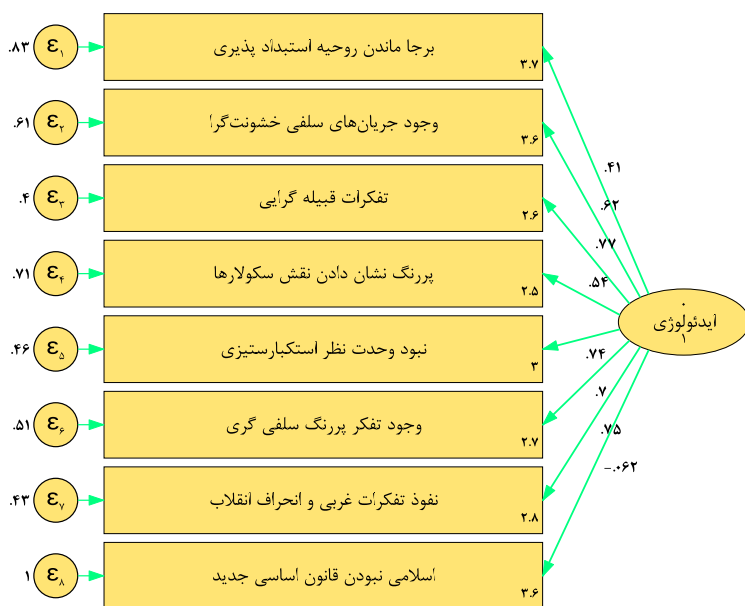 .۸۳ ε۱ برجا ماندن روحیه استبداد پذیری ۳.۷
.۶۱ ε۲ وجود جریان‌های سلفی خشونت‌گرا ۳.۶
.۴ ε۳ تفکرات قبیله گرایی ۲.۶
.۷۱ ε۴ پررنگ نشان دادن نقش سکولارها ۲.۵
.۴۶ ε۵ نبود وحدت نظر استکبارستیزی ۳
.۵۱ ε۶ وجود تفکر پررنگ سلفی گری ۲.۷
.۴۳ ε۷ نفوذ تفکرات غربی و انحراف انقلاب ۲.۸
۱ ε۸ اسلامی نبودن قانون اساسی جدید ۳.۶
.۴۱
.۶۲
.۷۷
.۵۴
.۷۴
.۷
.۷۵
-.۰۶۲
۰
آیدئولوژی
۱